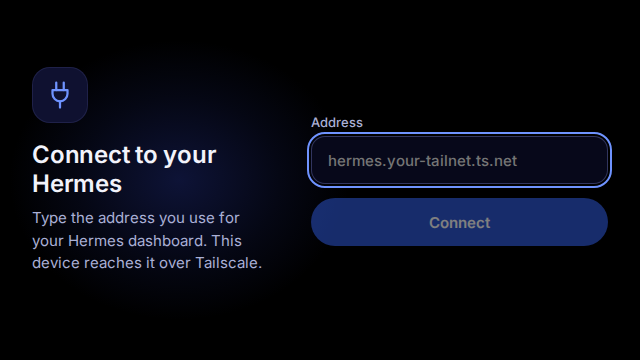 Connect to your
Hermes
Type the address you use for
your Hermes dashboard. This
device reaches it over Tailscale.
Address
hermes.your-tailnet.ts.net
Connect